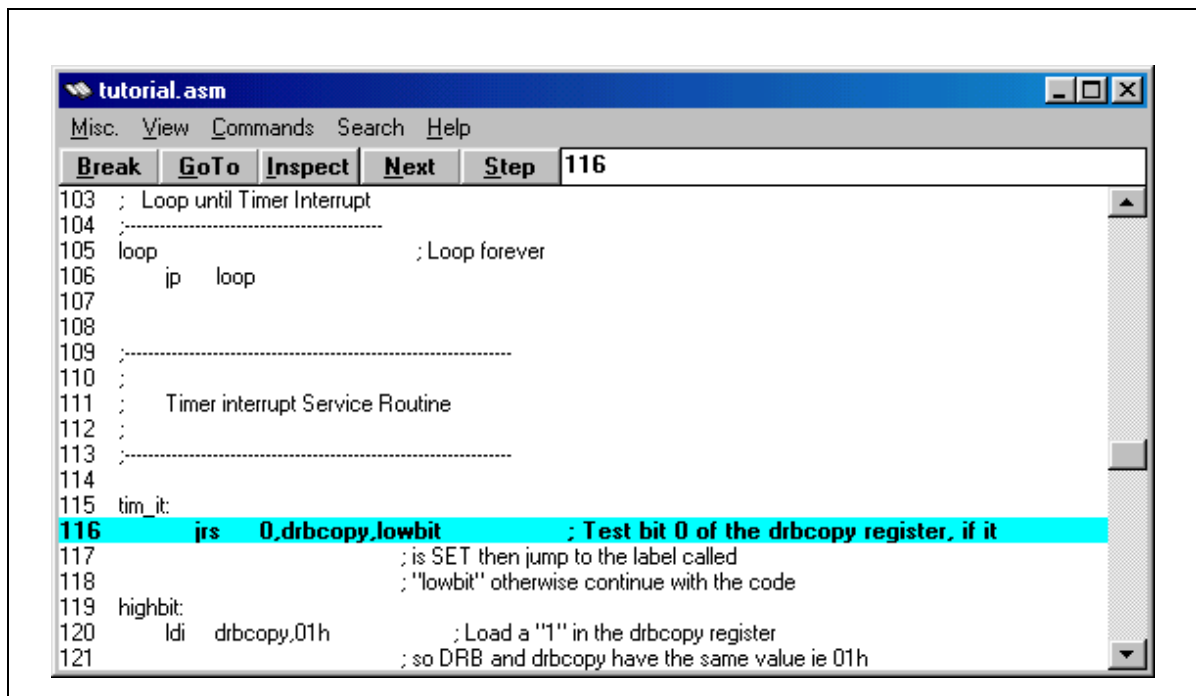 tutorial.asm
Misc. View Commands Search Help
Break GoTo Inspect Next Step 116
103 ; Loop until Timer Interrupt
104 ;--------------------------------------------
105 loop ; Loop forever
106 jp loop
107
108
109 ;------------------------------------------------------------------
110 ;
111 ; Timer interrupt Service Routine
112 ;
113 ;------------------------------------------------------------------
114
115 tim_it:
116 jrs 0,drbcopy,lowbit ; Test bit 0 of the drbcopy register, if it
117 ; is SET then jump to the label called
118 ; "lowbit" otherwise continue with the code
119 highbit:
120 ldi drbcopy,01h ; Load a "1" in the drbcopy register
121 ; so DRB and drbcopy have the same value ie 01h